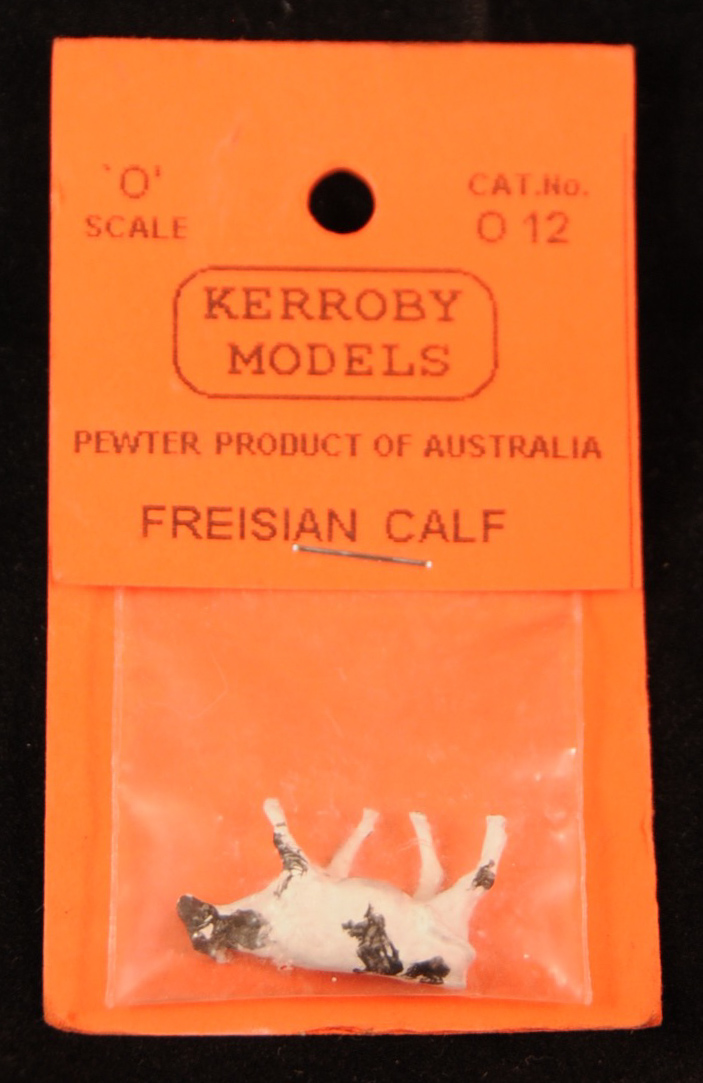 'O'
SCALE
CAT.No.
O 12
KERROBY
MODELS
PEWTER PRODUCT OF AUSTRALIA
FREISIAN CALF